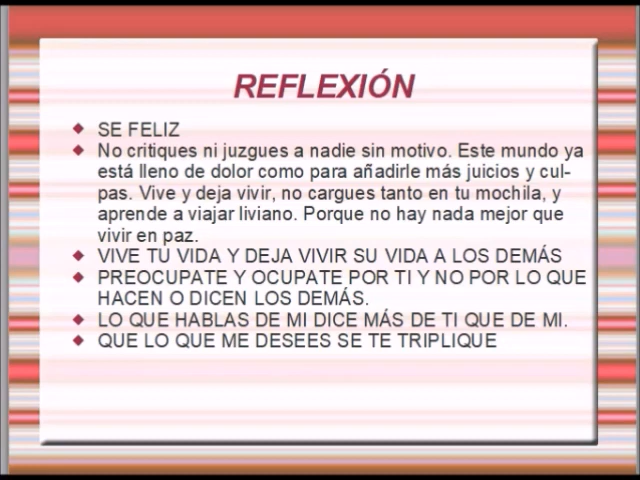 REFLEXIÓN
SE FELIZ
No critiques ni juzgues a nadie sin motivo. Este mundo ya
está lleno de dolor como para añadirle más juicios y cul-
pas. Vive y deja vivir, no cargues tanto en tu mochila, y
aprende a viajar liviano. Porque no hay nada mejor que
vivir en paz.
VIVE TU VIDA Y DEJA VIVIR SU VIDA A LOS DEMÁS
PREOCUPATE Y OCUPATE POR TI Y NO POR LO QUE
HACEN O DICEN LOS DEMÁS.
LO QUE HABLAS DE MI DICE MÁS DE TI QUE DE MI.
QUE LO QUE ME DESEES SE TE TRIPLIQUE